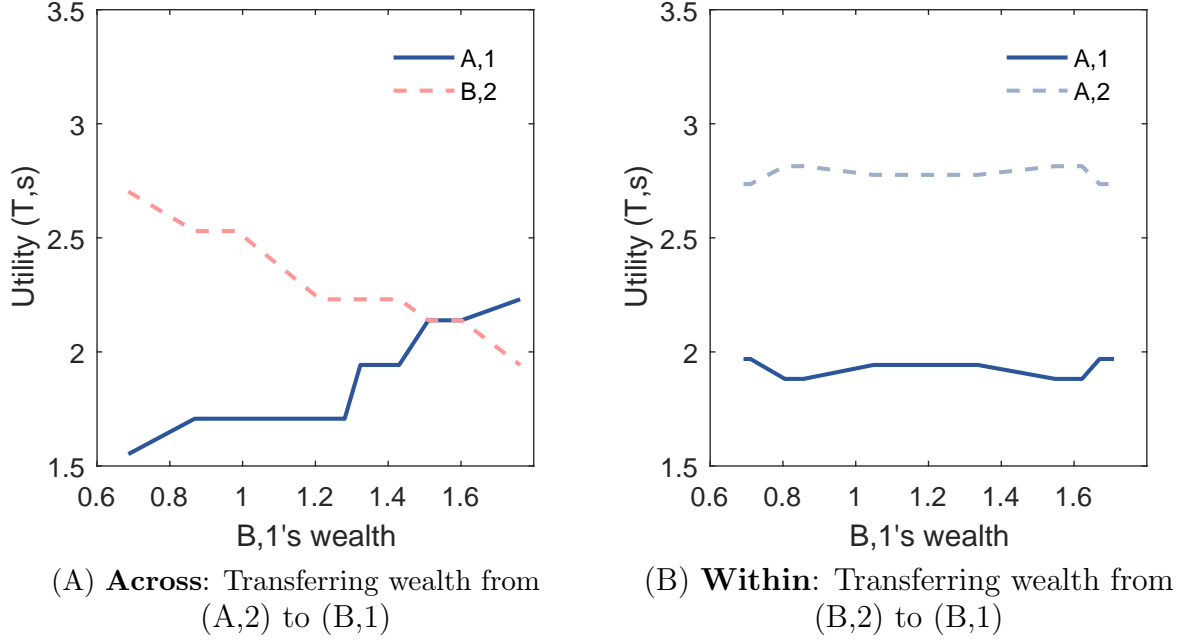 3.5
3
2.5
2
1.5
Utility (T,s)
0.6 0.8 1 1.2 1.4 1.6
B,1's wealth
A,1
B,2
(A) Across: Transferring wealth from
(A,2) to (B,1)
3.5
3
2.5
2
1.5
Utility (T,s)
0.6 0.8 1 1.2 1.4 1.6
B,1's wealth
A,1
A,2
(B) Within: Transferring wealth from
(B,2) to (B,1)